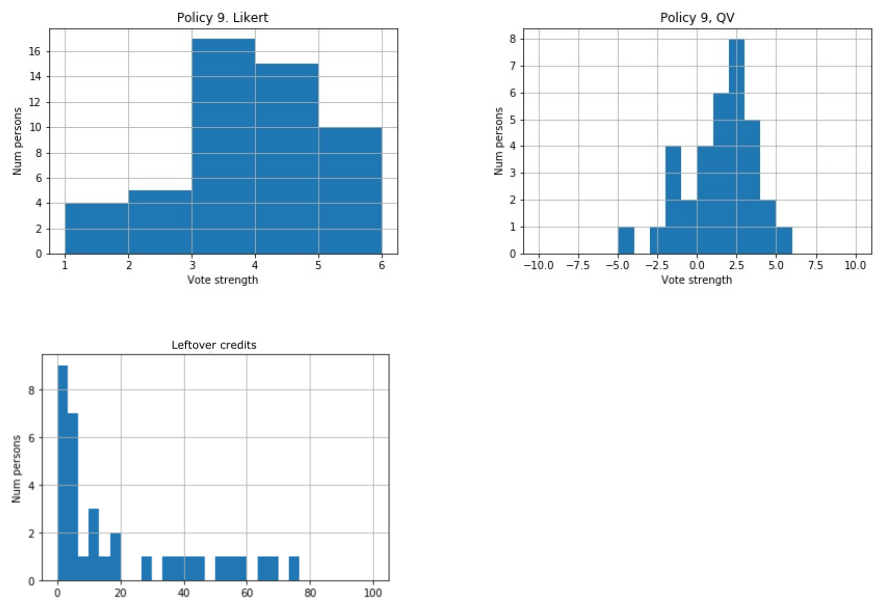 Policy 9. Likert
16
14
12
10
8
6
4
2
0
Num persons
1 2 3 4 5 6
Vote strength
Policy 9, QV
8
7
6
5
4
3
2
1
0
Num persons
−10.0 −7.5 −5.0 −2.5 0.0 2.5 5.0 7.5 10.0
Vote strength
Leftover credits
8
6
4
2
0
Num persons
0 20 40 60 80 100